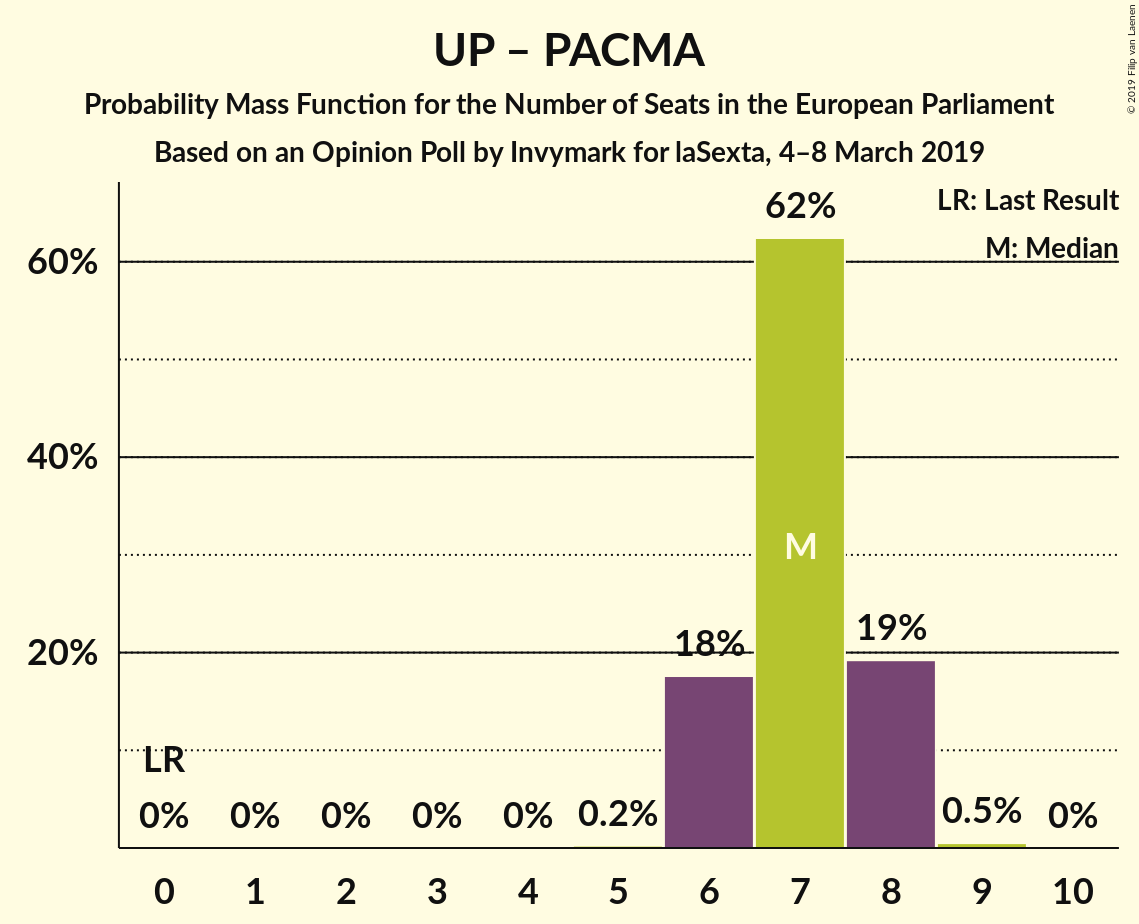 UP – PACMA
Probability Mass Function for the Number of Seats in the European Parliament
Based on an Opinion Poll by Invymark for laSexta, 4–8 March 2019
© 2019 Filip van Laenen
LR: Last Result
M: Median
60%
40%
20%
62%
M
18%
19%
LR
0% 0% 0% 0% 0% 0.2% 0.5% 0%
0 1 2 3 4 5 6 7 8 9 10